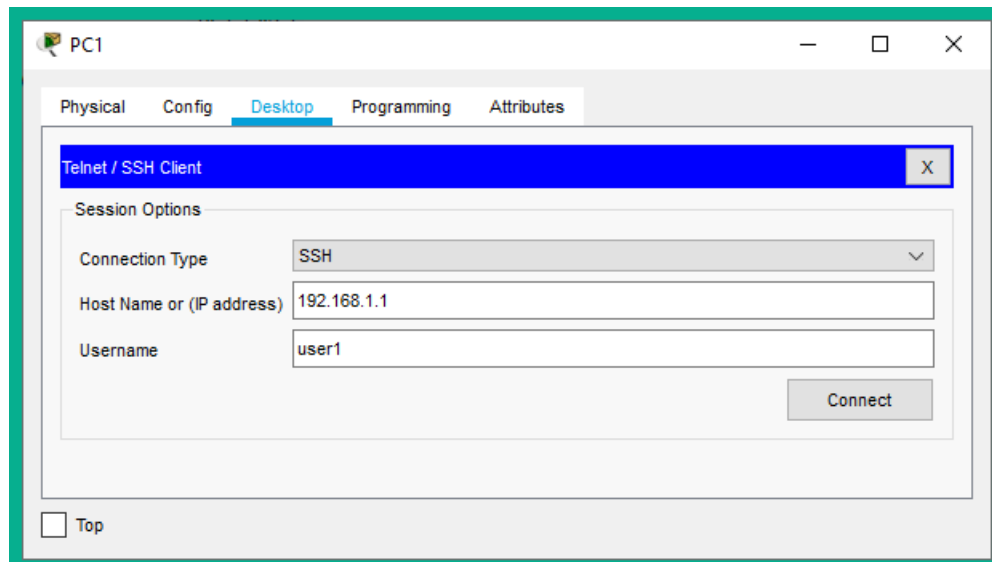 PC1
Physical Config Desktop Programming Attributes
Telnet / SSH Client X
Session Options
Connection Type SSH
Host Name or (IP address) 192.168.1.1
Username user1
Connect
Top